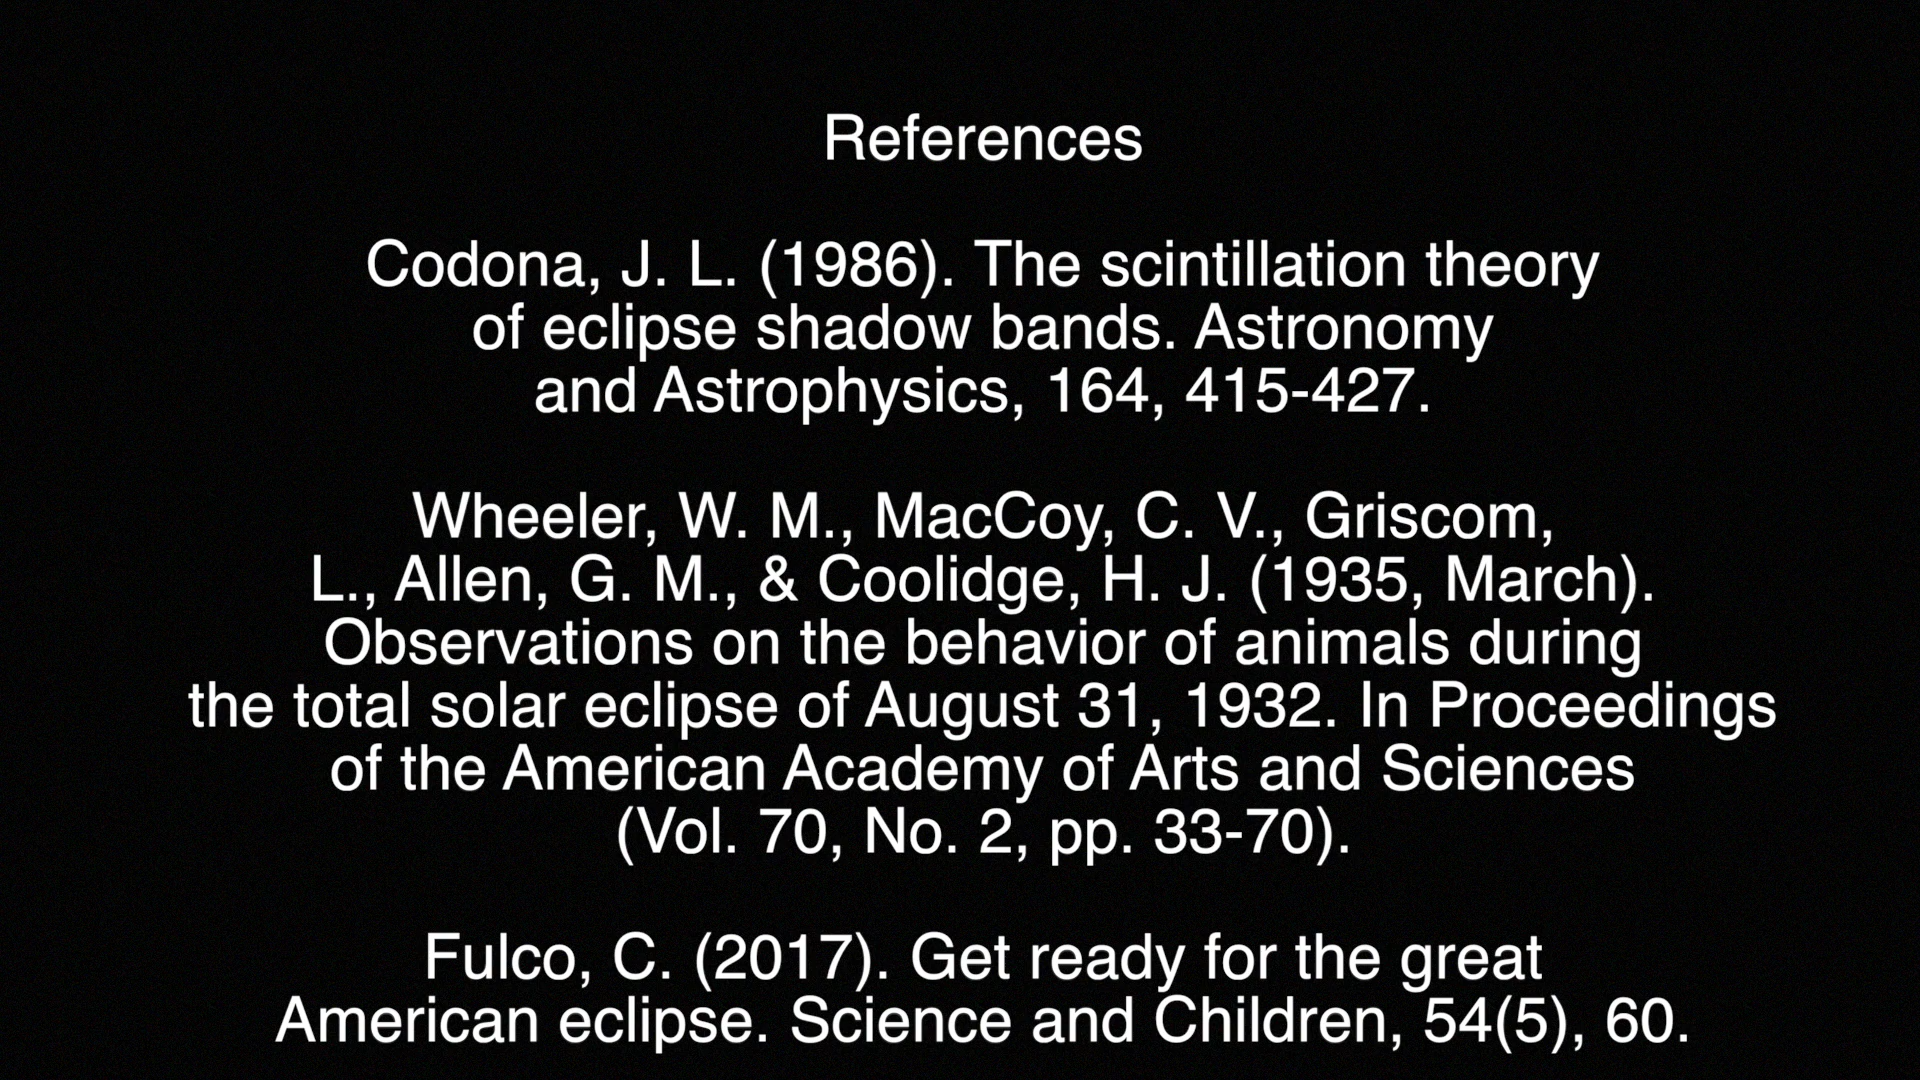 References
Codona, J. L. (1986). The scintillation theory
of eclipse shadow bands. Astronomy
and Astrophysics, 164, 415-427.
Wheeler, W. M., MacCoy, C. V., Griscom,
L., Allen, G. M., & Coolidge, H. J. (1935, March).
Observations on the behavior of animals during
the total solar eclipse of August 31, 1932. In Proceedings
of the American Academy of Arts and Sciences
(Vol. 70, No. 2, pp. 33-70).
Fulco, C. (2017). Get ready for the great
American eclipse. Science and Children, 54(5), 60.